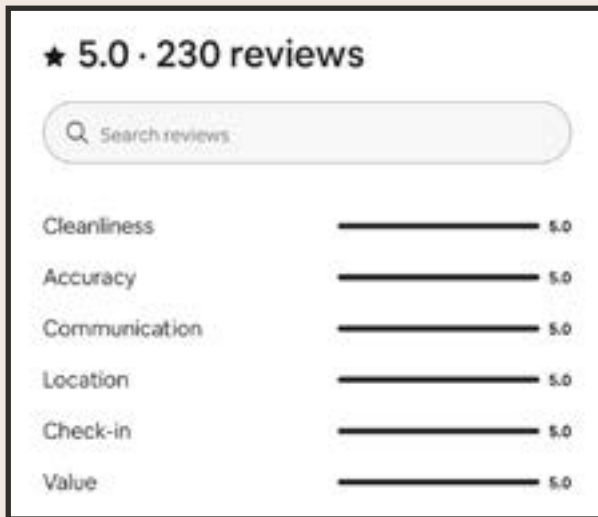 ★ 5.0 · 230 reviews
Search reviews
Cleanliness 5.0
Accuracy 5.0
Communication 5.0
Location 5.0
Check-in 5.0
Value 5.0